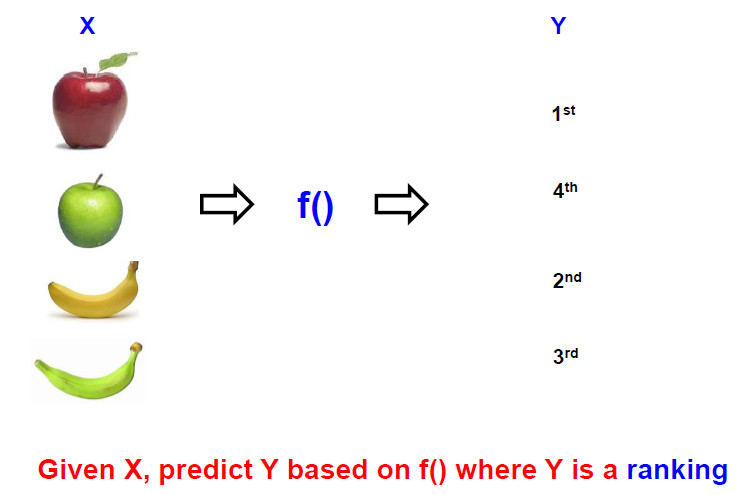 X Y
1st
4th
f()
2nd
3rd
Given X, predict Y based on f() where Y is a ranking